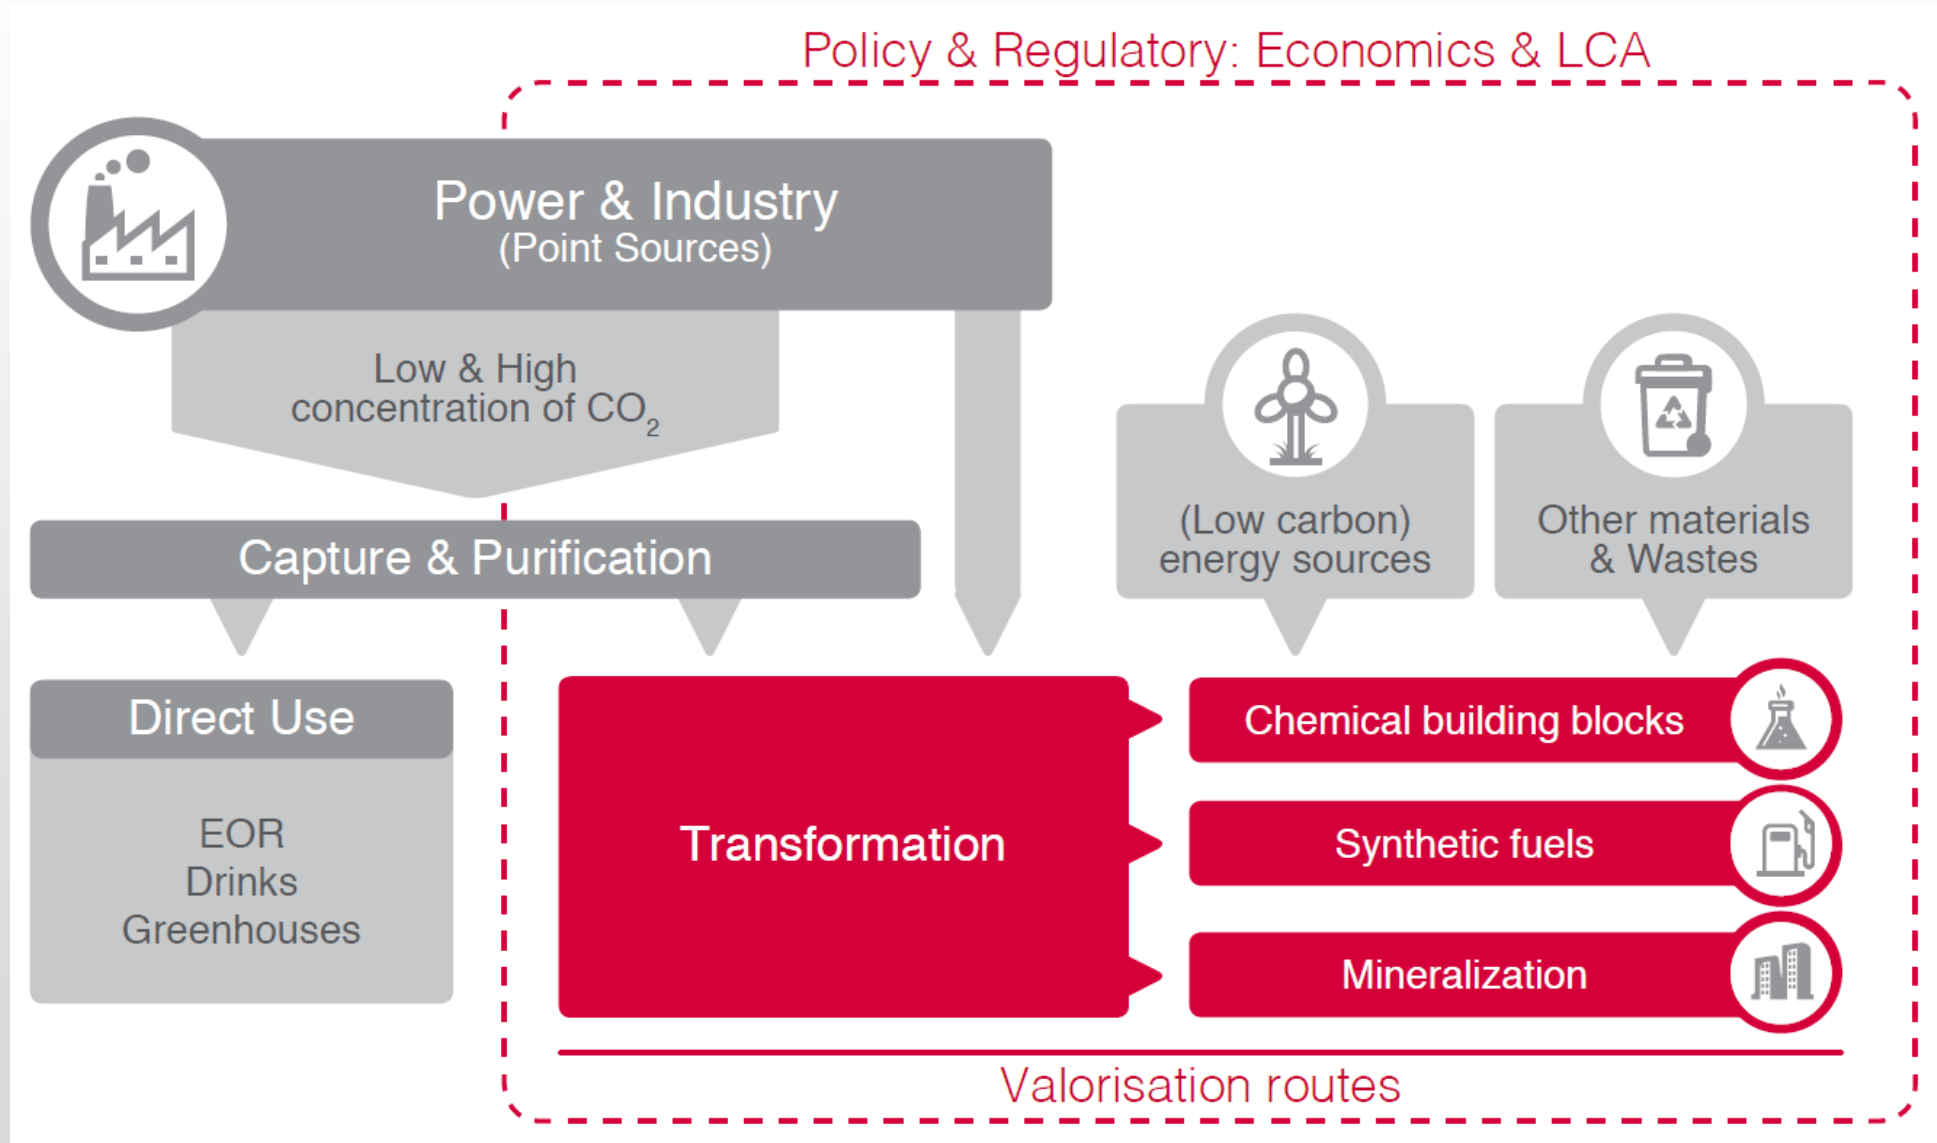 Policy & Regulatory: Economics & LCA
Power & Industry
(Point Sources)
Low & High
concentration of CO₂
(Low carbon)
energy sources
Other materials
& Wastes
Capture & Purification
Direct Use
EOR
Drinks
Greenhouses
Transformation
Chemical building blocks
Synthetic fuels
Mineralization
Valorisation routes